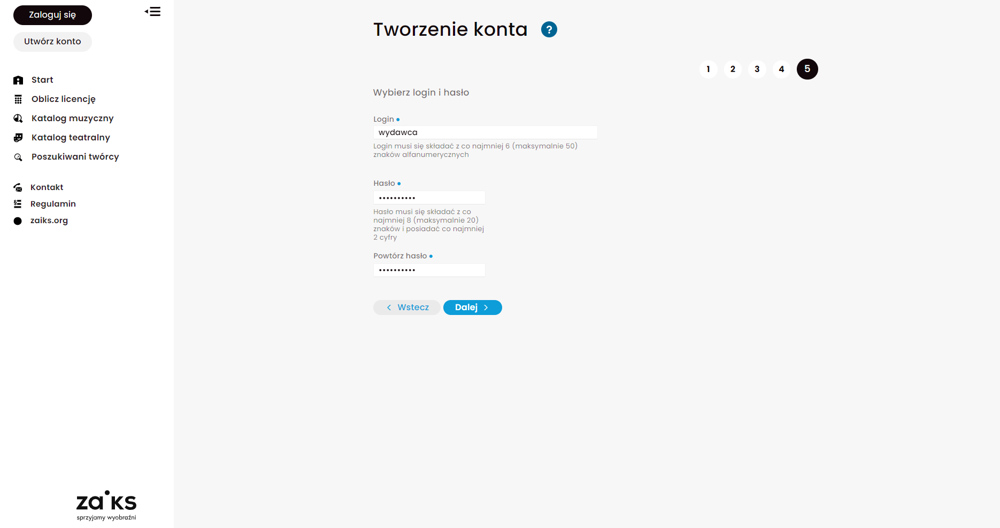 Zaloguj się
Utwórz konto
Start
Oblicz licencję
Katalog muzyczny
Katalog teatralny
Poszukiwani twórcy
Kontakt
Regulamin
zaiks.org
zaiks
sprzyjamy wyobraźni
Tworzenie konta ?
1 2 3 4 5
Wybierz login i hasło
Login
wydawca
Login musi się składać z co najmniej 6 (maksymalnie 50)
znaków alfanumerycznych
Hasło
••••••••••
Hasło musi się składać z co
najmniej 8 (maksymalnie 20)
znaków i posiadać co najmniej
2 cyfry
Powtórz hasło
••••••••••
< Wstecz Dalej >